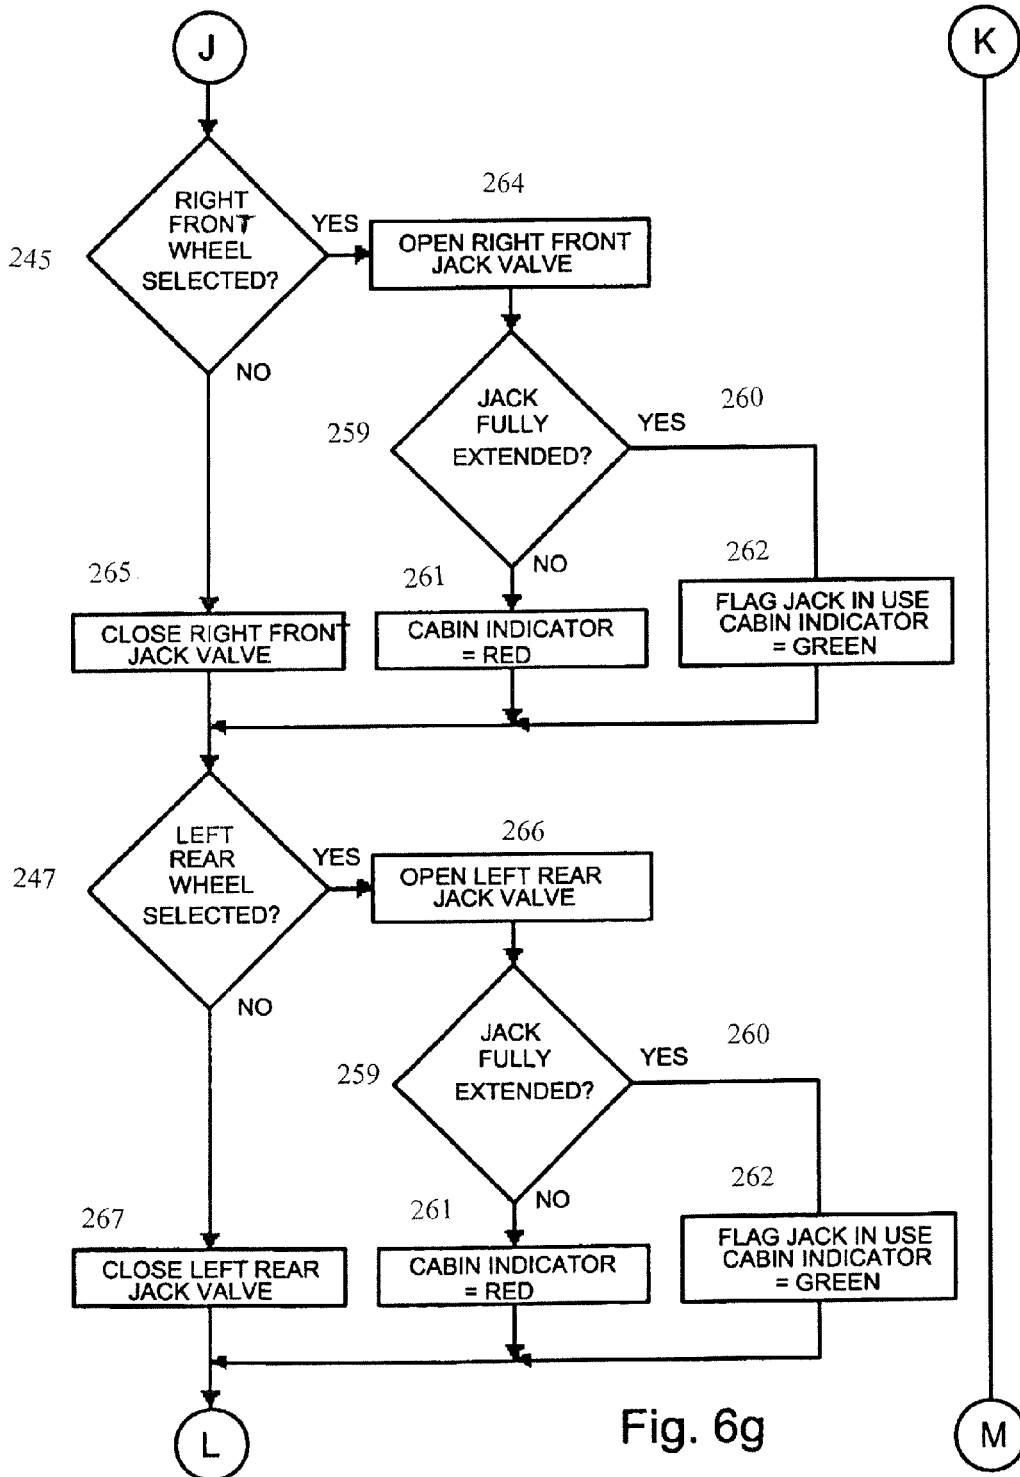 J
K
RIGHT
FRONT
WHEEL
SELECTED?
245
YES
264
OPEN RIGHT FRONT
JACK VALVE
NO
JACK
FULLY
EXTENDED?
259
YES
260
NO
265
CLOSE RIGHT FRONT
JACK VALVE
261
CABIN INDICATOR
= RED
262
FLAG JACK IN USE
CABIN INDICATOR
= GREEN
LEFT
REAR
WHEEL
SELECTED?
247
YES
266
OPEN LEFT REAR
JACK VALVE
NO
JACK
FULLY
EXTENDED?
259
YES
260
NO
267
CLOSE LEFT REAR
JACK VALVE
261
CABIN INDICATOR
= RED
262
FLAG JACK IN USE
CABIN INDICATOR
= GREEN
L
Fig. 6g
M